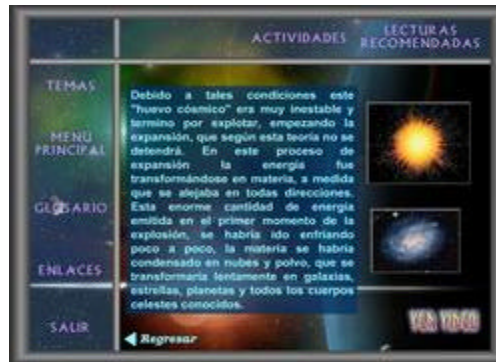 ACTIVIDADES
LECTURAS
RECOMENDADAS
TEMAS
MENÚ
PRINCIPAL
GLOSARIO
ENLACES
SALIR
Debido a tales condiciones este
"huevo cósmico" era muy inestable y
termino por explotar, empezando la
expansión, que según esta teoría no se
detendrá. En este proceso de
expansión la energía fue
transformándose en materia, a medida
que se alejaba en todas direcciones.
Esta enorme cantidad de energía
emitida en el primer momento de la
explosión, se habría ido enfriando
poco a poco, la materia se habría
condensado en nubes y polvo, que se
transformaría lentamente en galaxias,
estrellas, planetas y todos los cuerpos
celestes conocidos.
Regresar
VER VIDEO